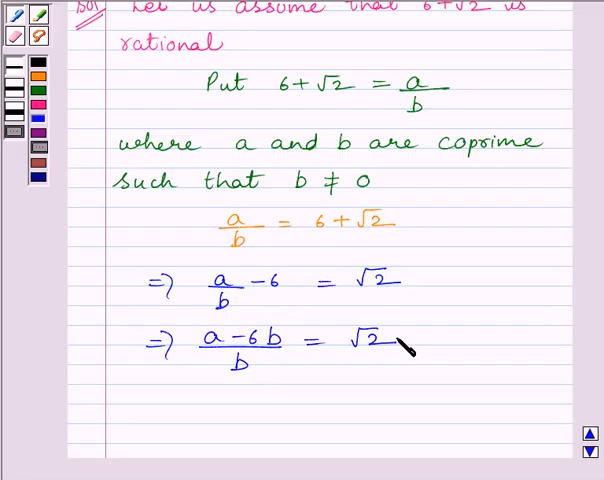 Sol Let us assume that 6+√2 is
rational
Put 6+√2 = a/b
where a and b are coprime
such that b ≠ 0
a/b = 6+√2
=> a/b - 6 = √2
=> (a-6b)/b = √2